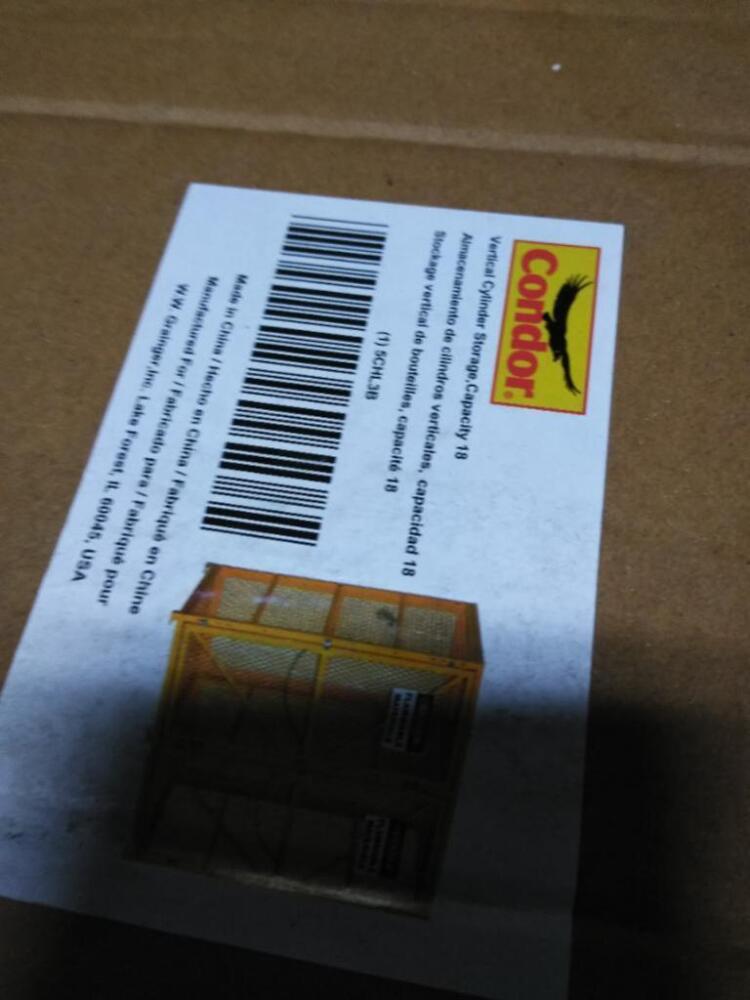 Condor®
Vertical Cylinder Storage,Capacity 18
Almacenamiento de cilindros verticales, capacidad 18
Stockage vertical de bouteilles, capacité 18
(1) 5CHL3B
Made in China / Hecho en China / Fabriqué en Chine
Manufactured For / Fabricado para / Fabriqué pour
W.W. Grainger,Inc. Lake Forest, IL 60045, USA
FLAMMABLE